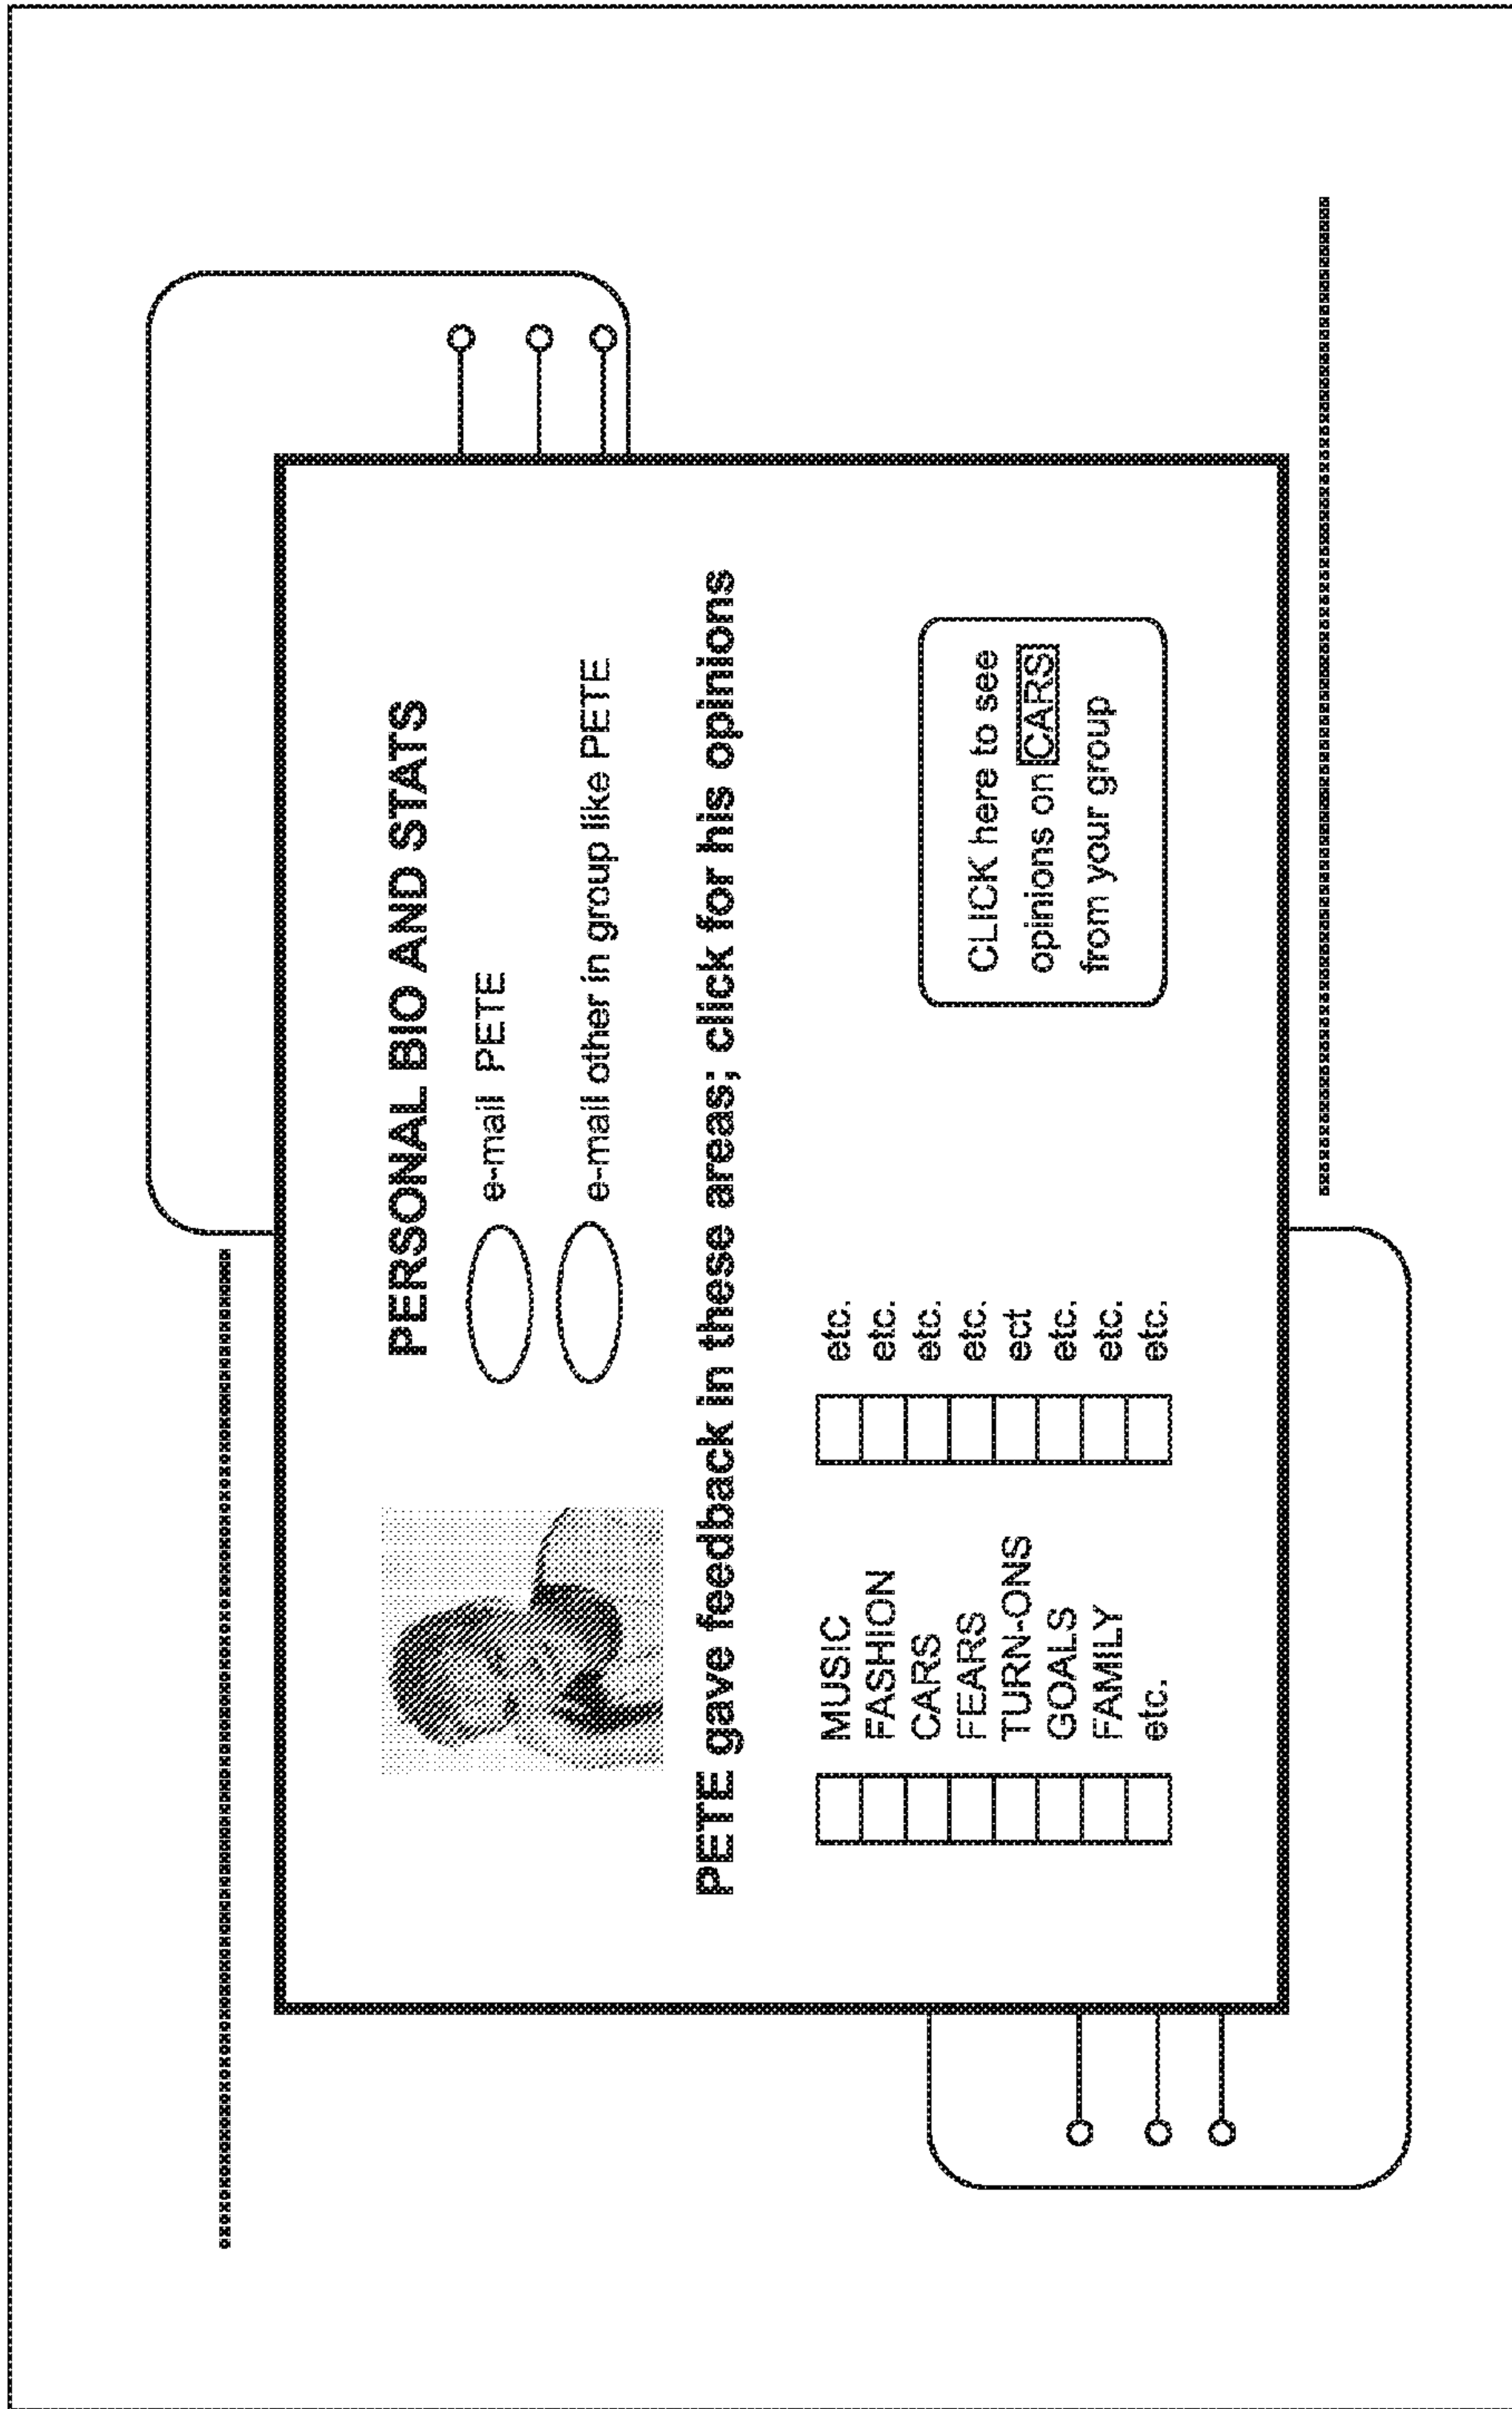 PERSONAL BIO AND STATS
e-mail PETE
e-mail other in group like PETE
PETE gave feedback in these areas; click for his opinions
MUSIC
FASHION
CARS
FEARS
TURN-ONS
GOALS
FAMILY
etc.
etc.
etc.
etc.
etc.
ect
etc.
etc.
etc.
CLICK here to see
opinions on CARS
from your group